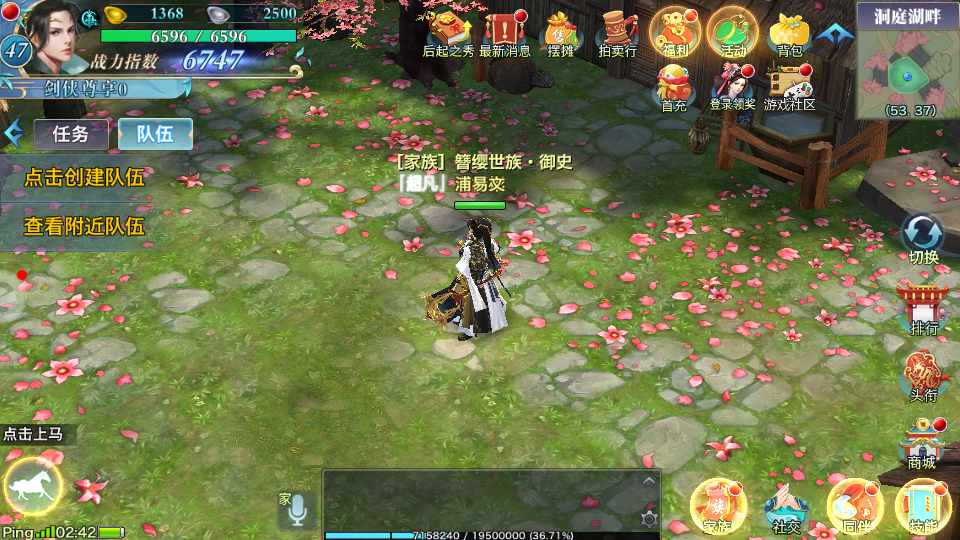 1368
2500
6596 / 6596
47
战力指数 6747
剑侠尊享0
任务
队伍
点击创建队伍
查看附近队伍
后起之秀
最新消息
售
摆摊
拍卖行
福利
活动
背包
首充
登录领奖
游戏社区
洞庭湖畔
(53, 37)
[家族] 簪缨世族·御史
「超凡」浦易焱
切换
排行
头衔
商城
点击上马
家
族
家族
社交
同伴
技能
Ping
02:42
7158240 / 19500000 (36.71%)